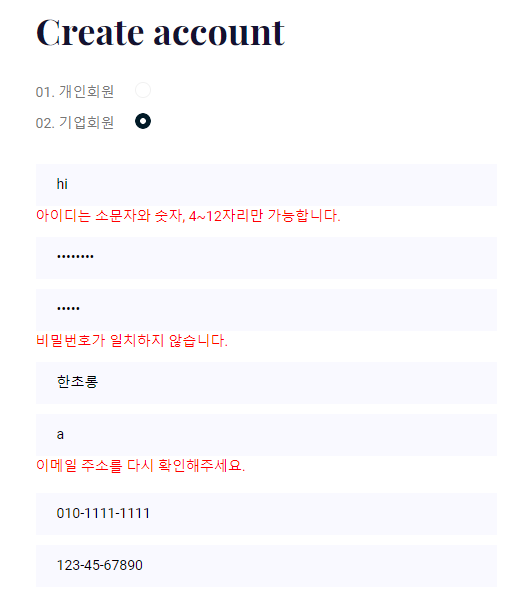 Create account
01. 개인회원
02. 기업회원
hi
아이디는 소문자와 숫자, 4~12자리만 가능합니다.
••••••••
•••••
비밀번호가 일치하지 않습니다.
한초롱
a
이메일 주소를 다시 확인해주세요.
010-1111-1111
123-45-67890